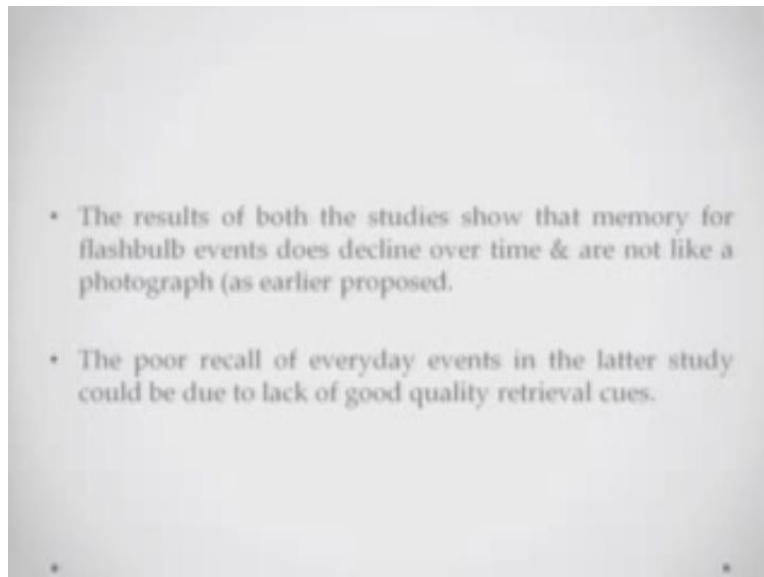 • The results of both the studies show that memory for
flashbulb events does decline over time & are not like a
photograph (as earlier proposed.
• The poor recall of everyday events in the latter study
could be due to lack of good quality retrieval cues.